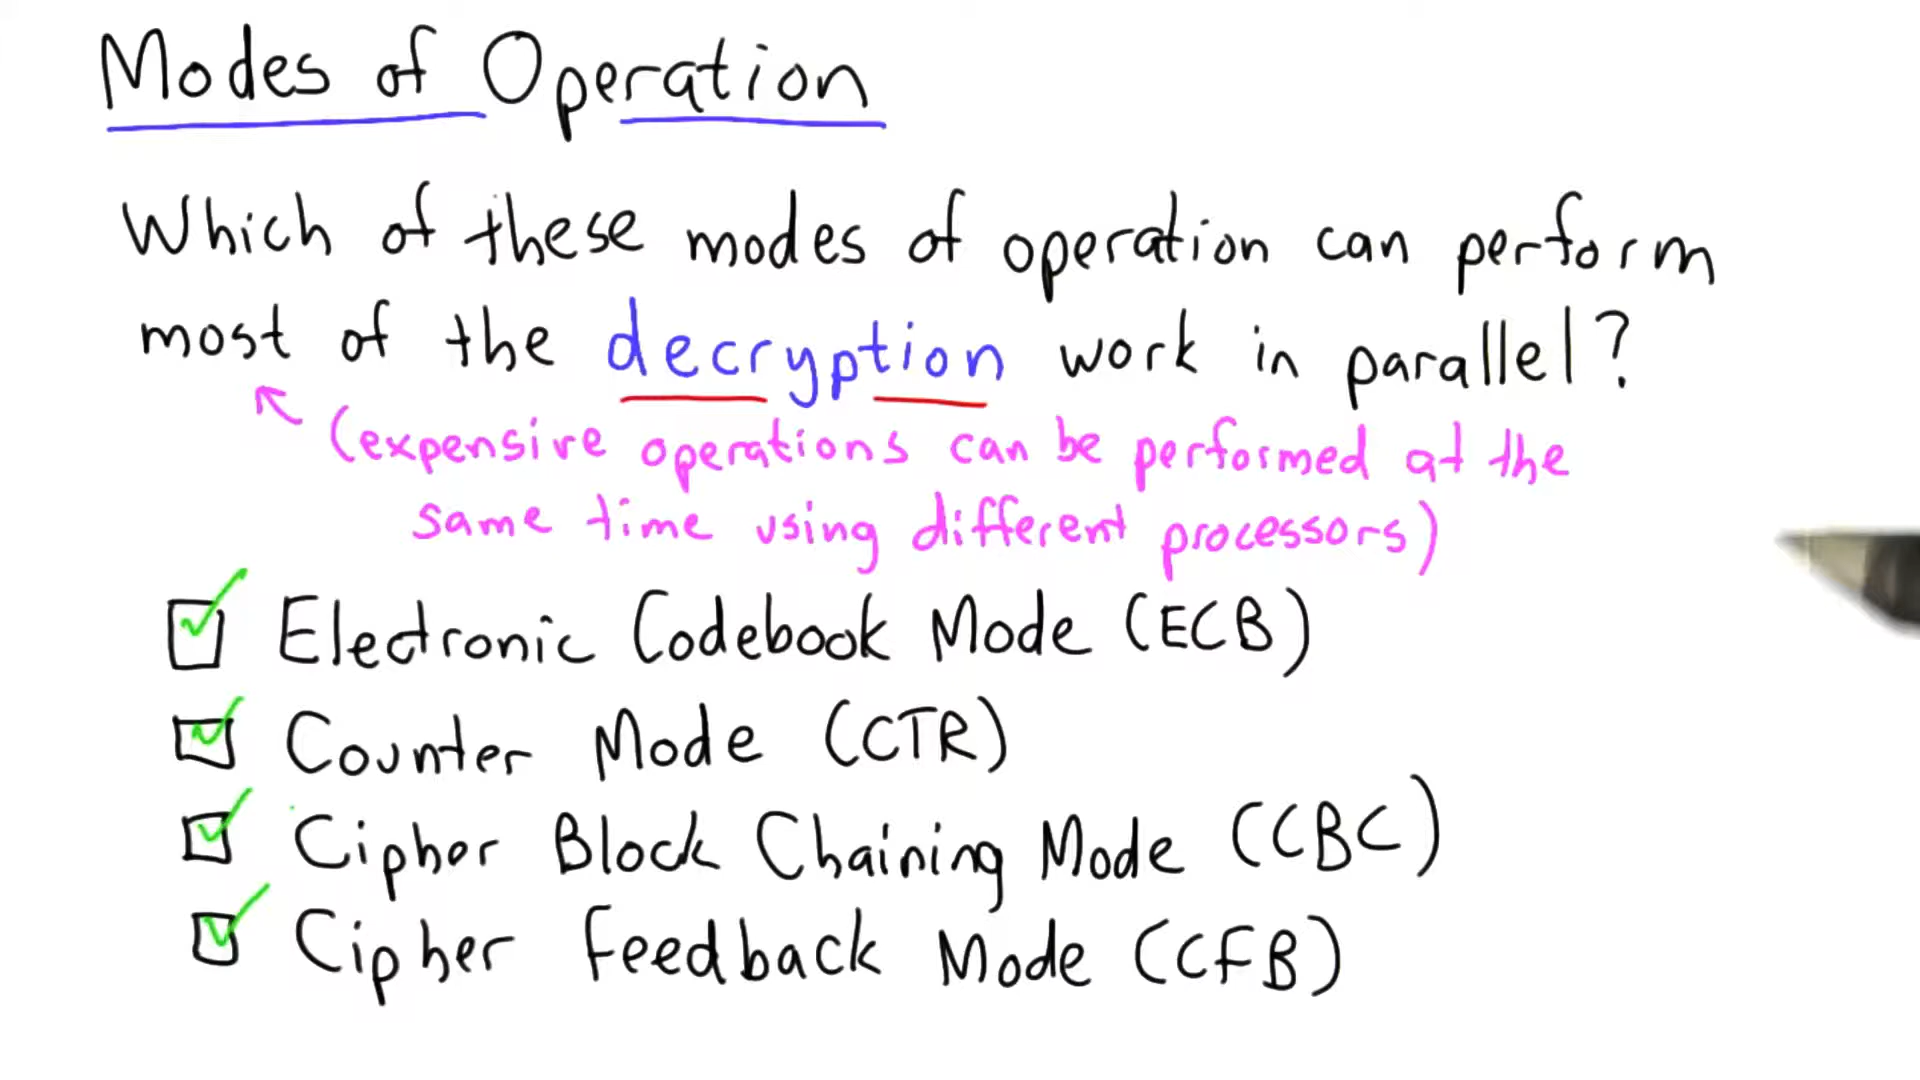 Modes of Operation
Which of these modes of operation can perform
most of the decryption work in parallel?
(expensive operations can be performed at the
same time using different processors)
Electronic Codebook Mode (ECB)
Counter Mode (CTR)
Cipher Block Chaining Mode (CBC)
Cipher Feedback Mode (CFB)